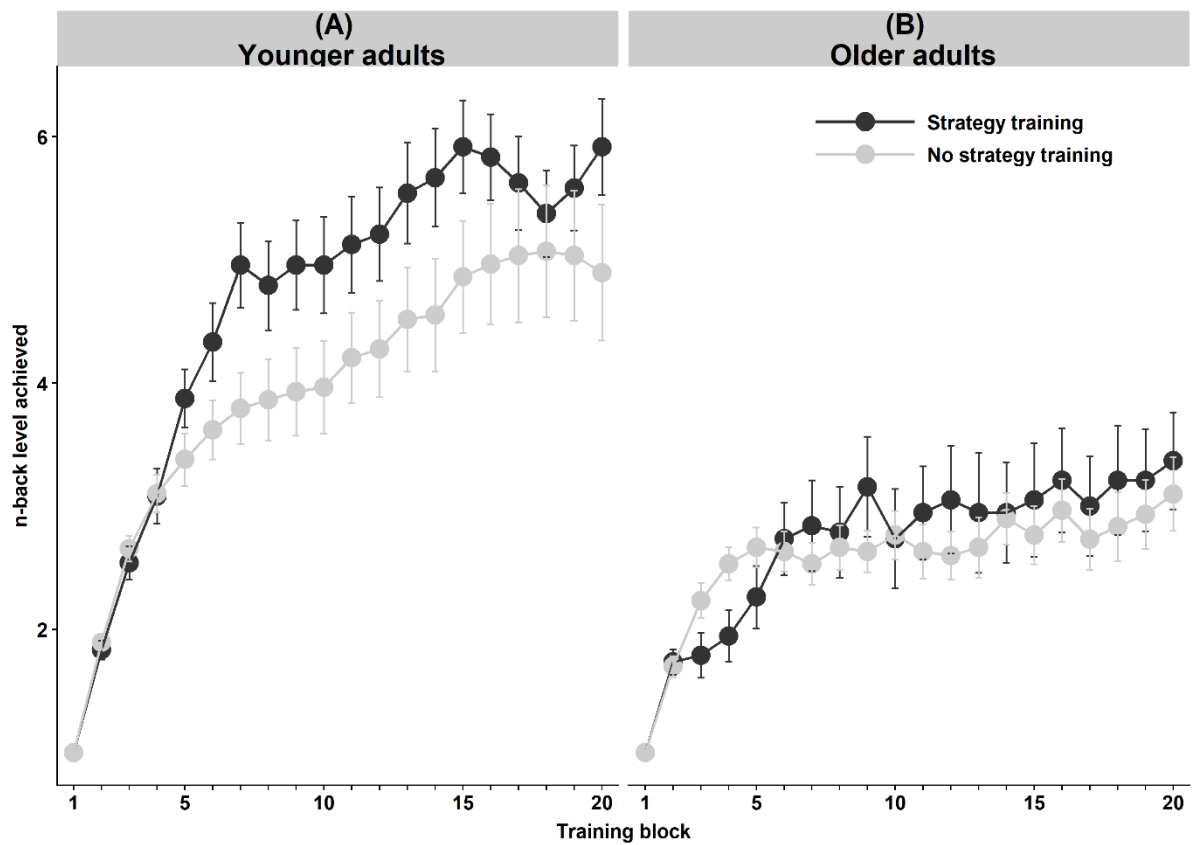 (A)
Younger adults
(B)
Older adults
Strategy training
No strategy training
6
4
2
n-back level achieved
1 5 10 15 20
1 5 10 15 20
Training block